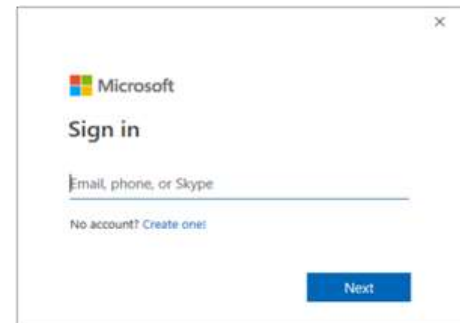 Microsoft
Sign in
Email, phone, or Skype
No account? Create one!
Next